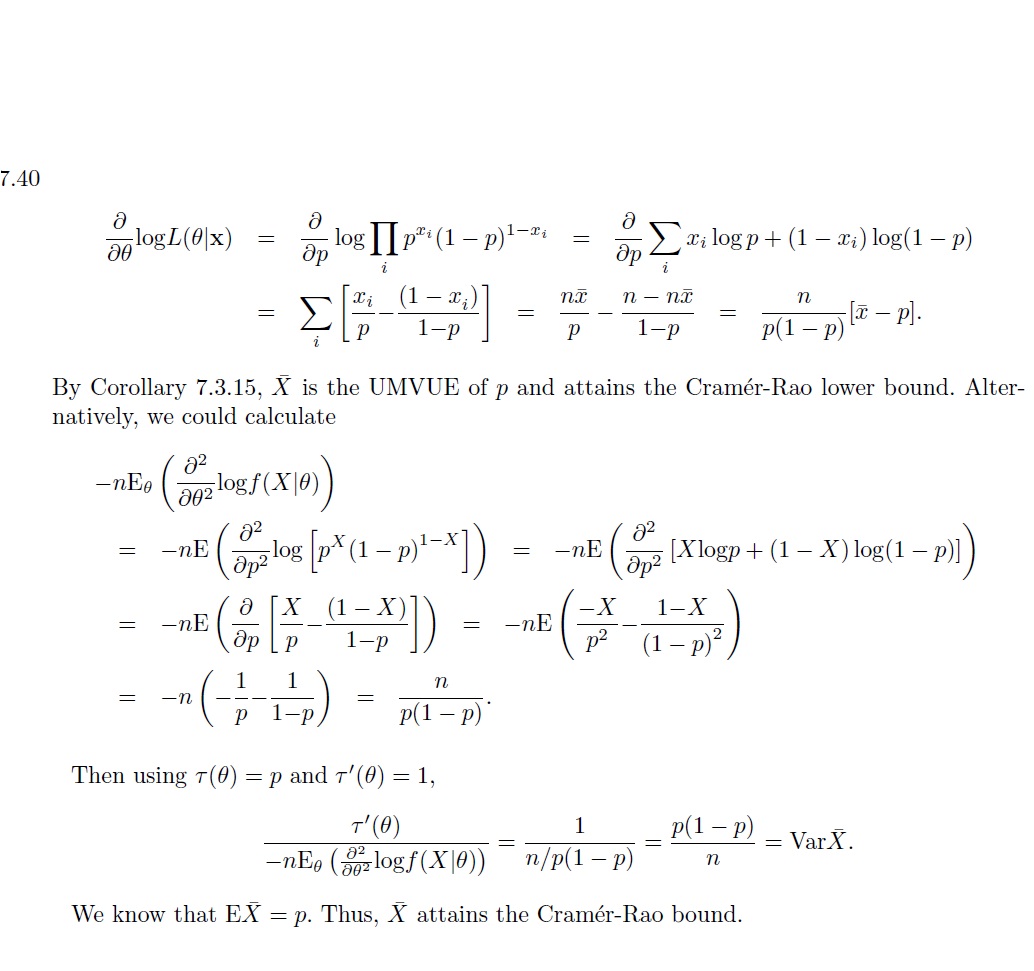 7.40
∂/∂θ logL(θ|x) = ∂/∂p log ∏_i p^{x_i}(1 − p)^{1−x_i} = ∂/∂p ∑_i x_i log p + (1 − x_i) log(1 − p)
= ∑_i [x_i/p − (1 − x_i)/(1−p)] = nx̄/p − (n − nx̄)/(1−p) = n/(p(1 − p)) [x̄ − p].
By Corollary 7.3.15, X̄ is the UMVUE of p and attains the Cramér-Rao lower bound. Alter-
natively, we could calculate
−nE_θ (∂²/∂θ² logf(X|θ))
= −nE (∂²/∂p² log [p^X(1 − p)^{1−X}]) = −nE (∂²/∂p² [Xlogp + (1 − X) log(1 − p)])
= −nE (∂/∂p [X/p − (1 − X)/(1−p)]) = −nE (−X/p² − (1−X)/(1 − p)²)
= −n (−1/p − 1/(1−p)) = n/(p(1 − p)).
Then using τ(θ) = p and τ′(θ) = 1,
τ′(θ)/(−nE_θ (∂²/∂θ² logf(X|θ))) = 1/(n/p(1 − p)) = p(1 − p)/n = VarX̄.
We know that EX̄ = p. Thus, X̄ attains the Cramér-Rao bound.